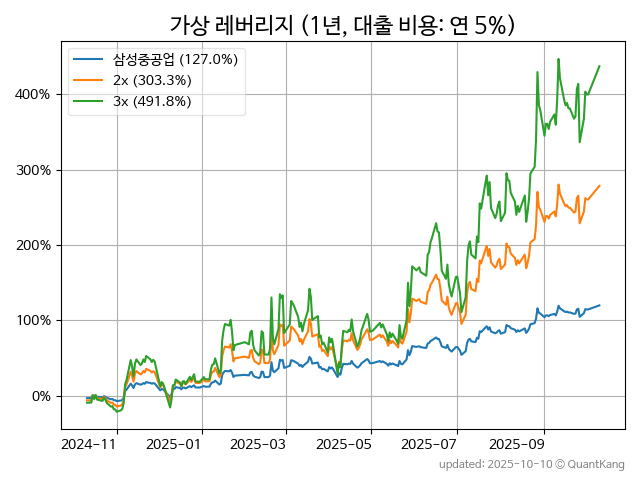 가상 레버리지 (1년, 대출 비용: 연 5%)
삼성중공업 (127.0%)
2x (303.3%)
3x (491.8%)
400%
300%
200%
100%
0%
2024-11 2025-01 2025-03 2025-05 2025-07 2025-09
updated: 2025-10-10 © QuantKang